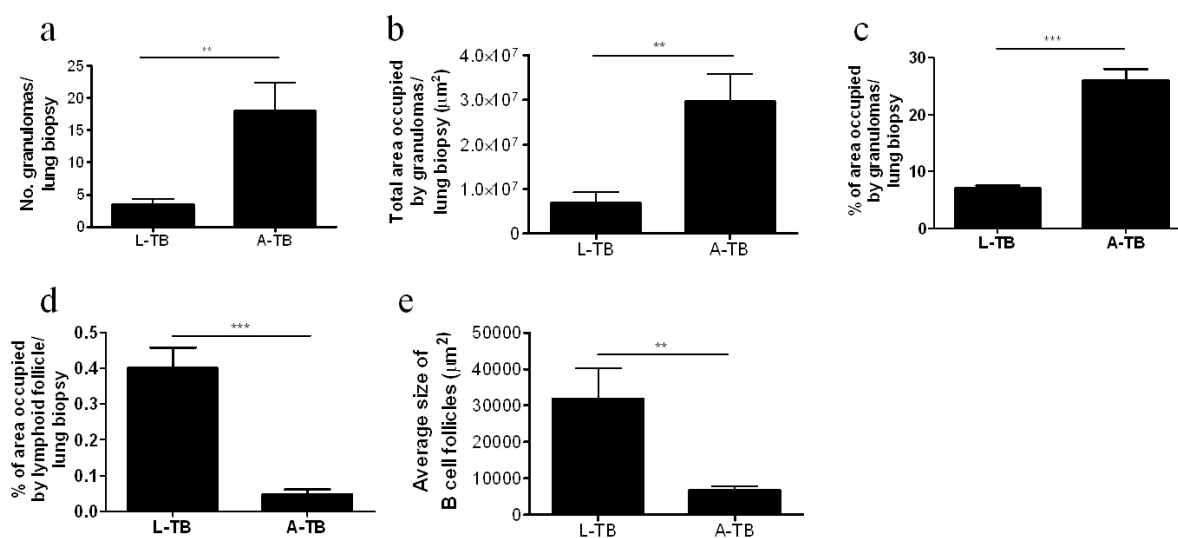 a
**
No. granulomas/
lung biopsy
25
20
15
10
5
0
L-TB
A-TB
b
**
Total area occupied
by granulomas/
lung biopsy (μm²)
4.0×10⁷
3.0×10⁷
2.0×10⁷
1.0×10⁷
0
L-TB
A-TB
c
***
% of area occupied
by granulomas/
lung biopsy
30
20
10
0
L-TB
A-TB
d
***
% of area occupied
by lymphoid follicle/
lung biopsy
0.5
0.4
0.3
0.2
0.1
0.0
L-TB
A-TB
e
**
Average size of
B cell follicles (μm²)
50000
40000
30000
20000
10000
0
L-TB
A-TB